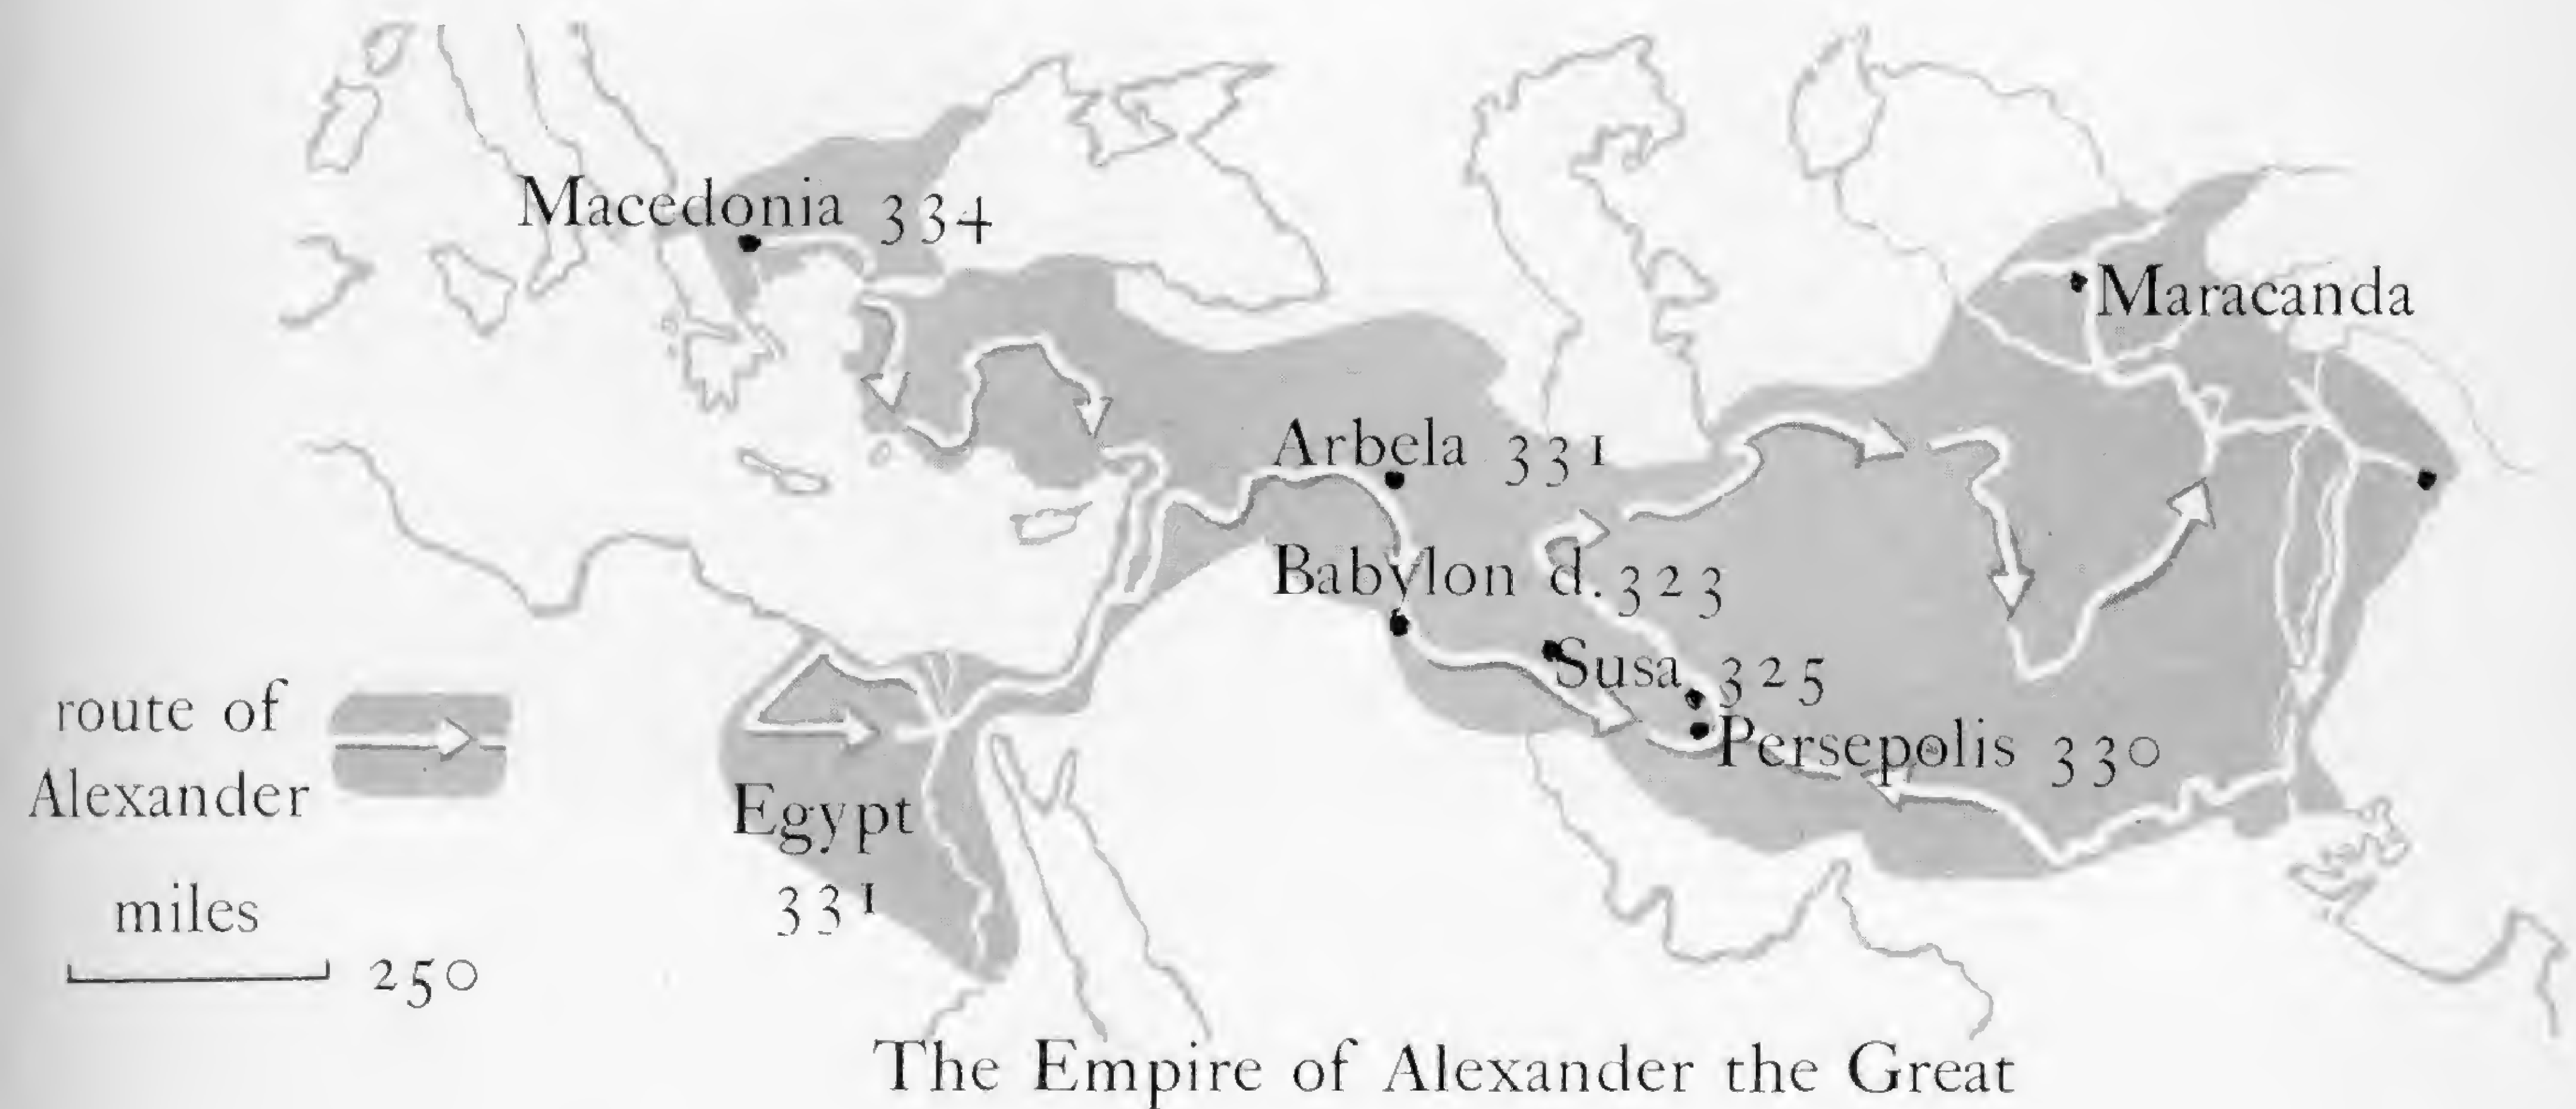 Macedonia 334
Maracanda
Arbela 331
Babylon d. 323
Susa 325
Persepolis 330
Egypt
331
route of
Alexander
miles
250
The Empire of Alexander the Great